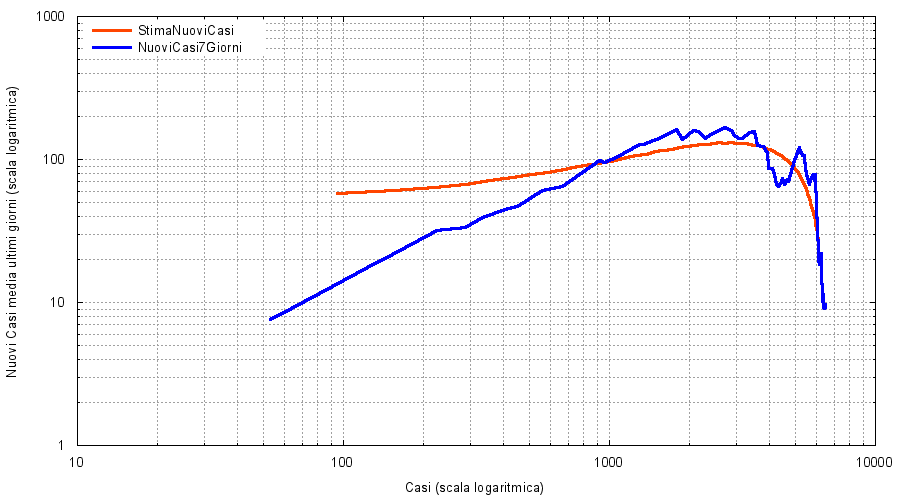 1000
StimaNuoviCasi
NuoviCasi7Giorni
100
10
1
Nuovi Casi media ultimi giorni (scala logaritmica)
10 100 1000 10000
Casi (scala logaritmica)